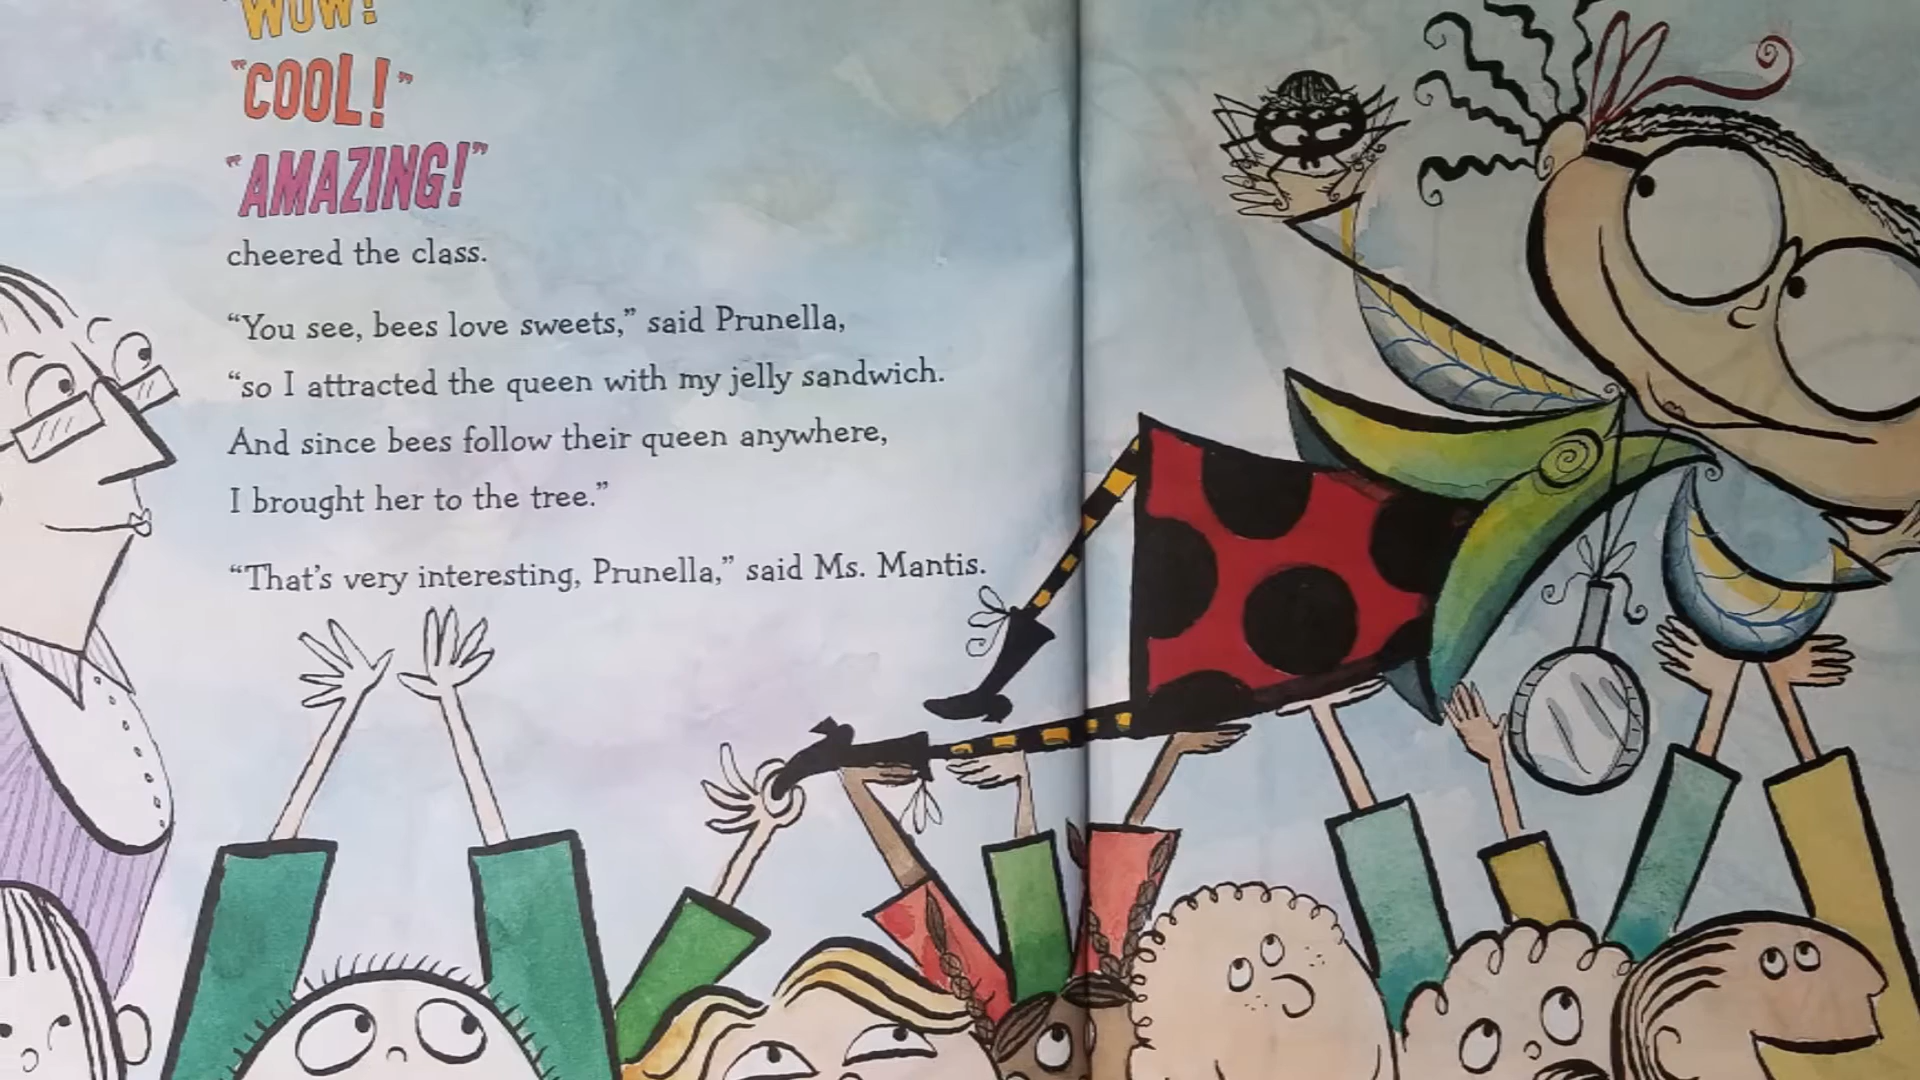 "WOW!
"COOL!"
"AMAZING!"
cheered the class.
“You see, bees love sweets,” said Prunella,
“so I attracted the queen with my jelly sandwich.
And since bees follow their queen anywhere,
I brought her to the tree.”
“That’s very interesting, Prunella,” said Ms. Mantis.